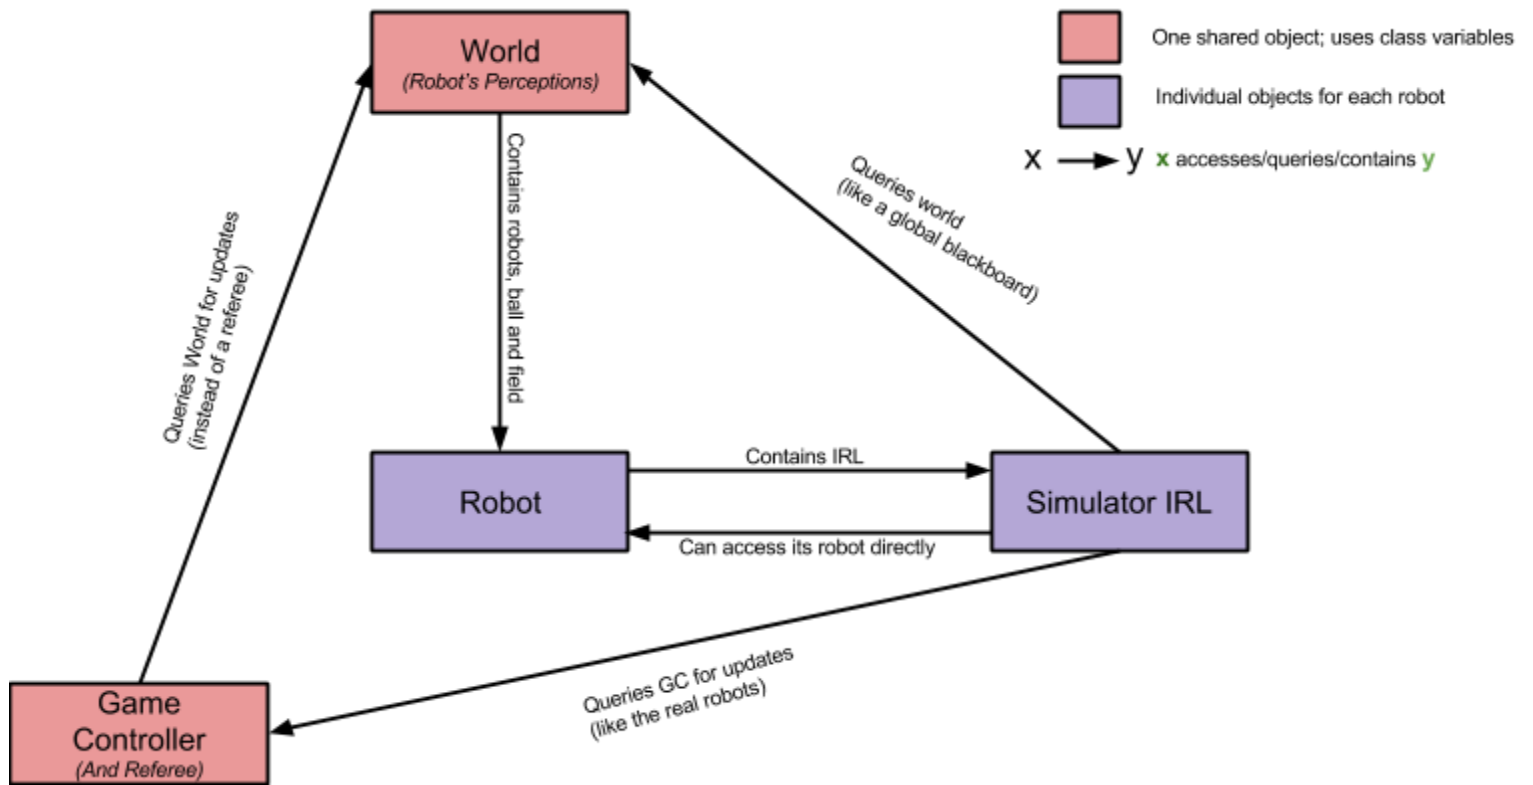 World
(Robot's Perceptions)
One shared object; uses class variables
Individual objects for each robot
x y x accesses/queries/contains y
Contains robots, ball and field
Queries world
(like a global blackboard)
Queries World for updates
(instead of a referee)
Robot
Contains IRL
Can access its robot directly
Simulator IRL
Queries GC for updates
(like the real robots)
Game
Controller
(And Referee)